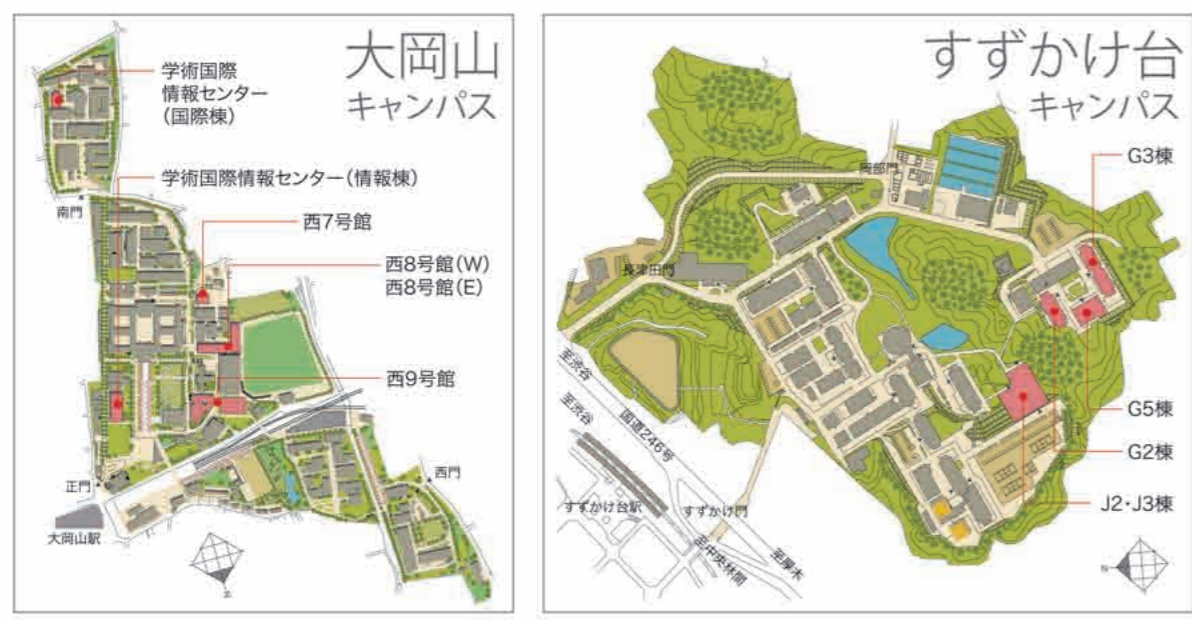 大岡山
キャンパス
学術国際
情報センター
(国際棟)
学術国際情報センター(情報棟)
南門
西7号館
西8号館(W)
西8号館(E)
西9号館
正門
西門
大岡山駅
N
すずかけ台
キャンパス
G3棟
岡部門
長津田門
至渋谷
至渋谷
国道246号
G5棟
G2棟
J2・J3棟
すずかけ台駅
すずかけ門
至中央林間
至厚木
N